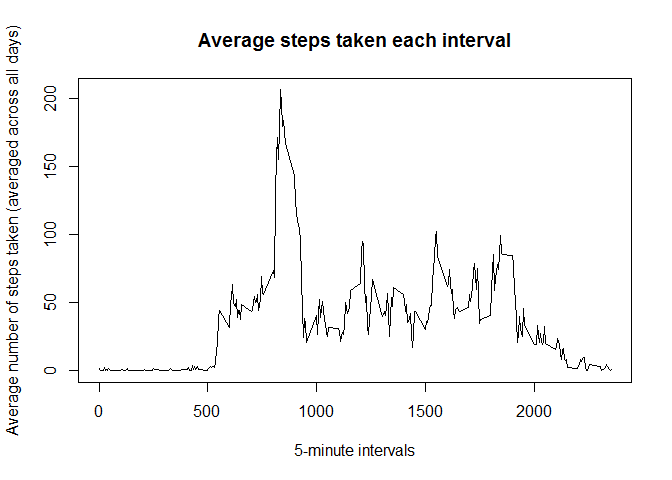 Average steps taken each interval
Average number of steps taken (averaged across all days)
200
150
100
50
0
0 500 1000 1500 2000
5-minute intervals